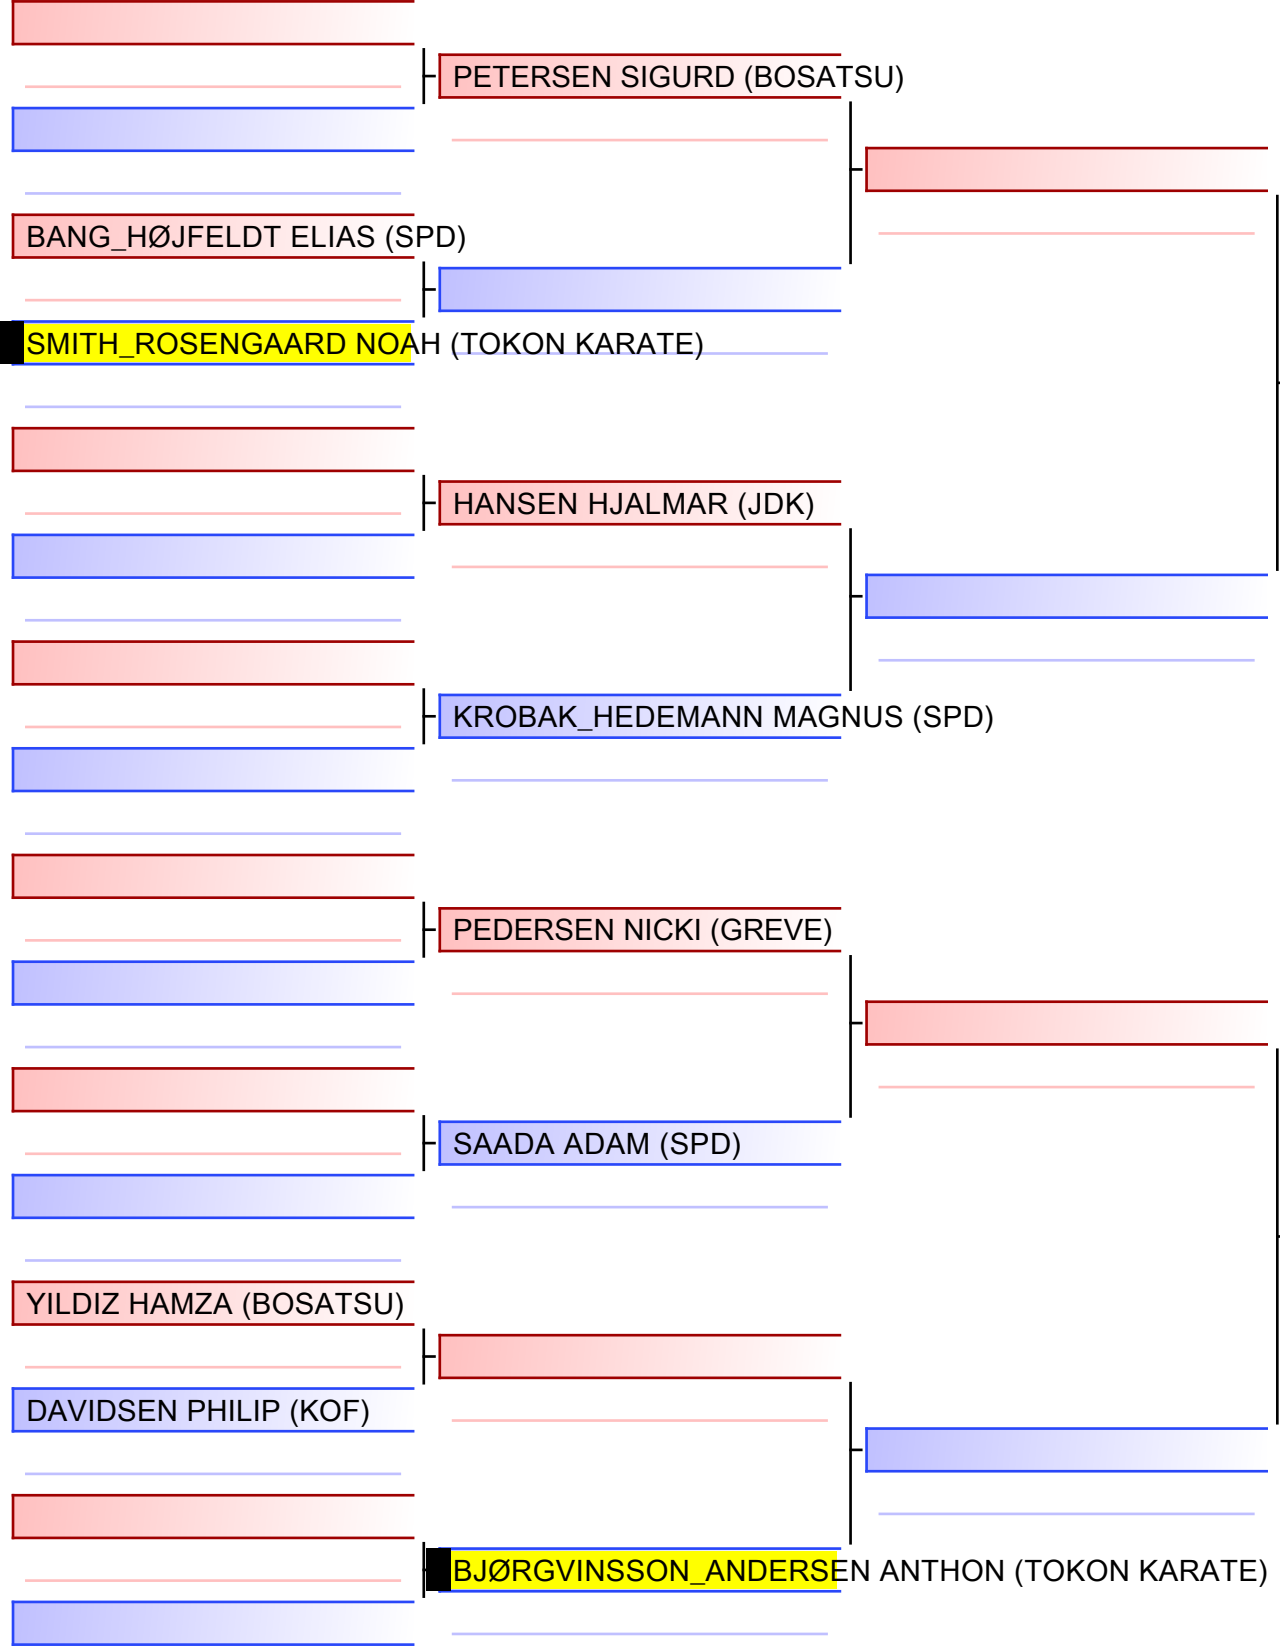 PETERSEN SIGURD (BOSATSU)
BANG_HØJFELDT ELIAS (SPD)
SMITH_ROSENGAARD NOAH (TOKON KARATE)
HANSEN HJALMAR (JDK)
KROBAK_HEDEMANN MAGNUS (SPD)
PEDERSEN NICKI (GREVE)
SAADA ADAM (SPD)
YILDIZ HAMZA (BOSATSU)
DAVIDSEN PHILIP (KOF)
BJØRGVINSSON_ANDERSEN ANTHON (TOKON KARATE)